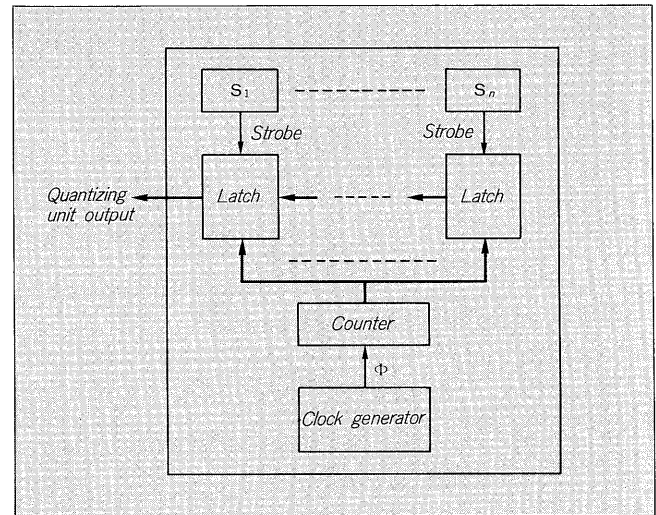 S1
Sn
Strobe
Strobe
Latch
Latch
Quantizing
unit output
Counter
Φ
Clock generator